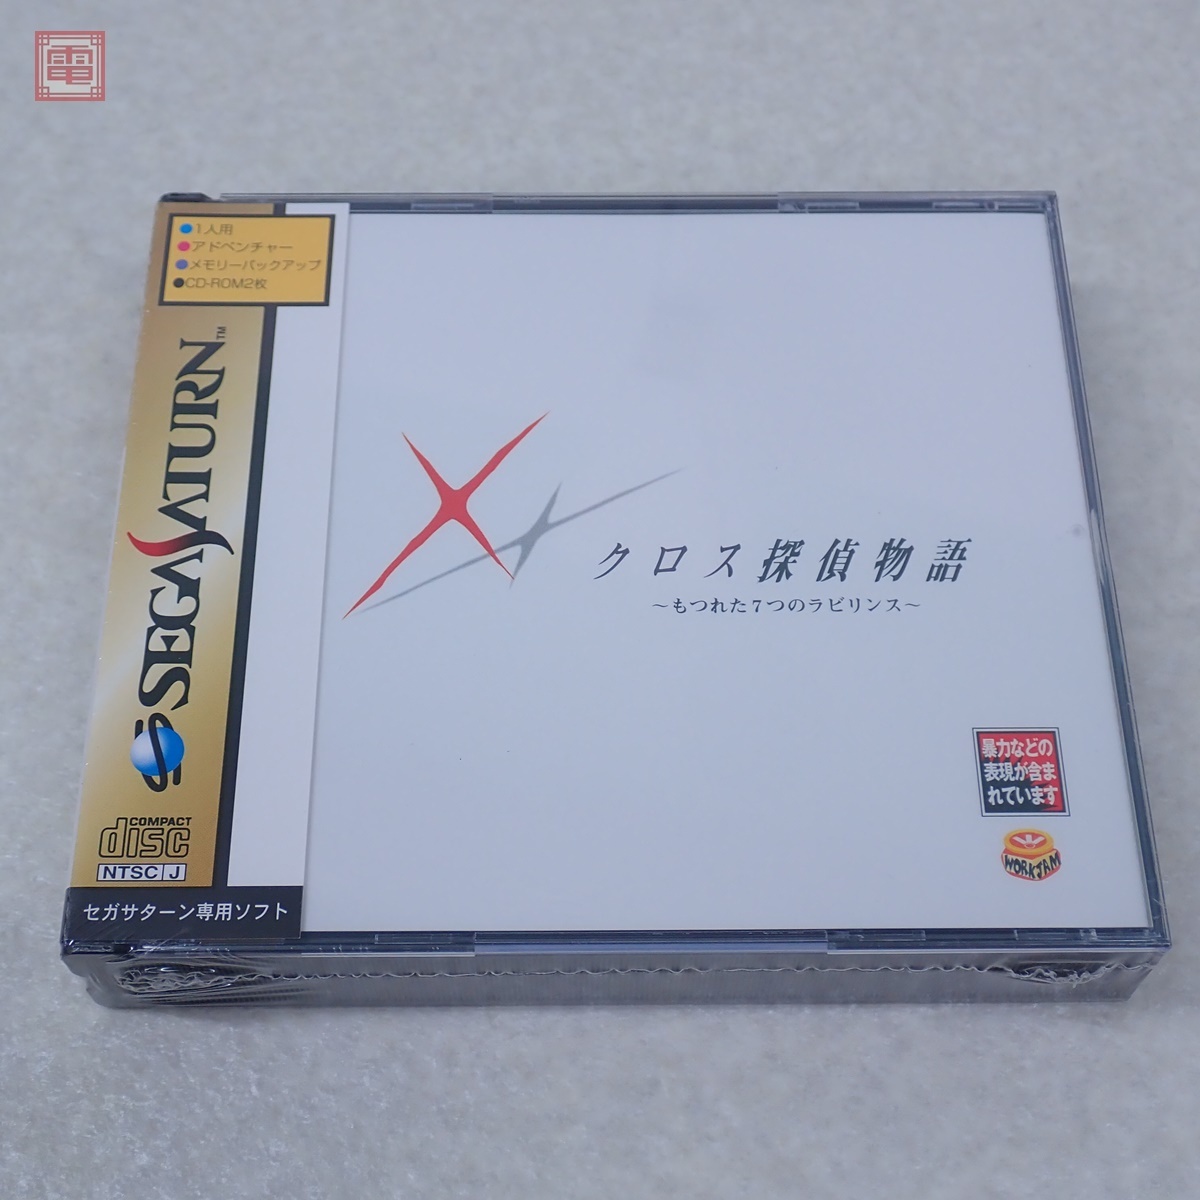 電
●1人用
●アドベンチャー
●メモリーバックアップ
●CD-ROM2枚
SEGA SATURN™
COMPACT
disc
NTSC J
セガサターン専用ソフト
クロス探偵物語
～もつれた7つのラビリンス～
暴力などの
表現が含ま
れています
WORKJAM